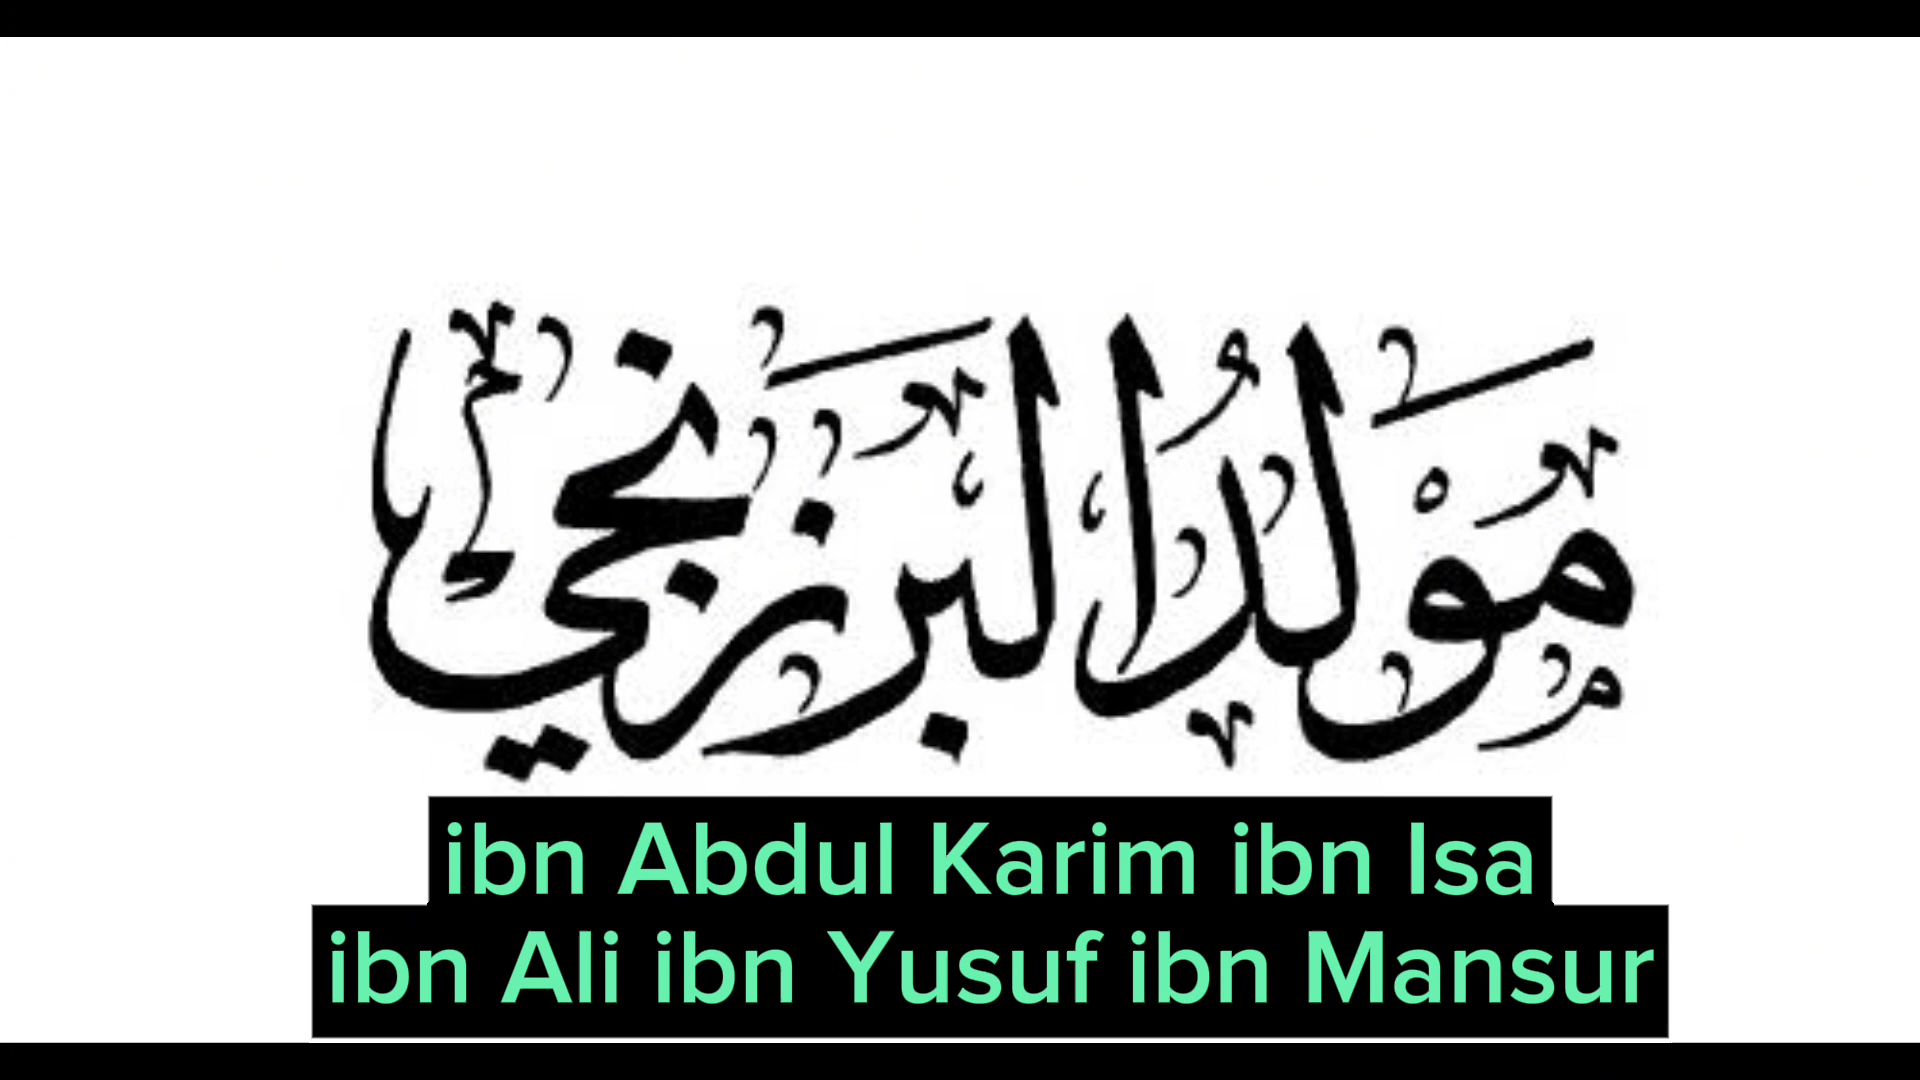 مَوْلَدُ الْبَرْزَنْجِي
ibn Abdul Karim ibn Isa
ibn Ali ibn Yusuf ibn Mansur